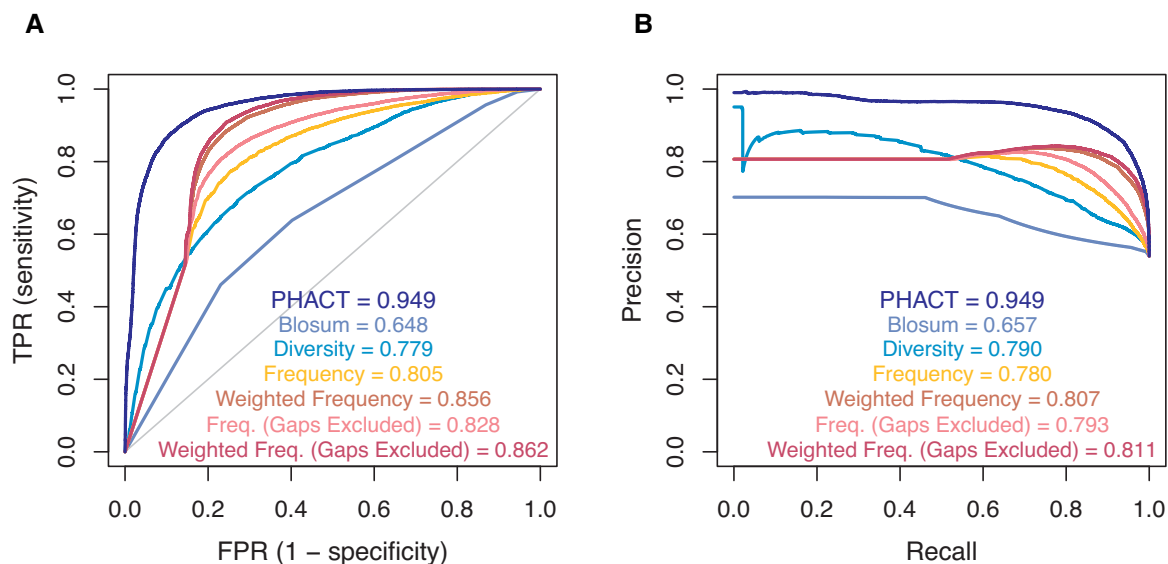 A
1.0
0.8
0.6
0.4
0.2
0.0
TPR (sensitivity)
PHACT = 0.949
Blosum = 0.648
Diversity = 0.779
Frequency = 0.805
Weighted Frequency = 0.856
Freq. (Gaps Excluded) = 0.828
Weighted Freq. (Gaps Excluded) = 0.862
0.0 0.2 0.4 0.6 0.8 1.0
FPR (1 − specificity)
B
1.0
0.8
0.6
0.4
0.2
0.0
Precision
PHACT = 0.949
Blosum = 0.657
Diversity = 0.790
Frequency = 0.780
Weighted Frequency = 0.807
Freq. (Gaps Excluded) = 0.793
Weighted Freq. (Gaps Excluded) = 0.811
0.0 0.2 0.4 0.6 0.8 1.0
Recall